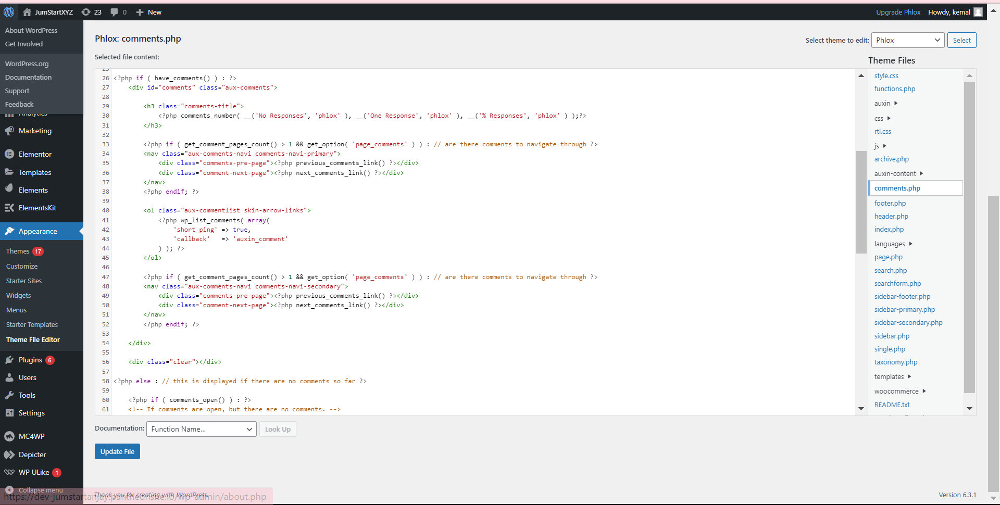 JumStartXYZ 23 0 New Upgrade Phlox Howdy, kemal
About WordPress
Get Involved
WordPress.org
Documentation
Support
Feedback
Analytics
Marketing
Elementor
Templates
Elements
ElementsKit
Appearance
Themes 17
Customize
Starter Sites
Widgets
Menus
Starter Templates
Theme File Editor
Plugins 6
Users
Tools
Settings
MC4WP
Depicter
WP ULike 1
Collapse menu
Phlox: comments.php
Select theme to edit: Phlox Select
Selected file content:
25
26 <?php if ( have_comments() ) : ?>
27     <div id="comments" class="aux-comments">
28
29         <h3 class="comments-title">
30             <?php comments_number( __('No Responses', 'phlox' ), __('One Response', 'phlox' ), __('% Responses', 'phlox' ) );?>
31         </h3>
32
33         <?php if ( get_comment_pages_count() > 1 && get_option( 'page_comments' ) ) : // are there comments to navigate through ?>
34         <nav class="aux-comments-navi comments-navi-primary">
35             <div class="comments-pre-page"><?php previous_comments_link() ?></div>
36             <div class="comment-next-page"><?php next_comments_link() ?></div>
37         </nav>
38         <?php endif; ?>
39
40         <ol class="aux-commentlist skin-arrow-links">
41             <?php wp_list_comments( array(
42                 'short_ping' => true,
43                 'callback'   => 'auxin_comment'
44             ) ); ?>
45         </ol>
46
47         <?php if ( get_comment_pages_count() > 1 && get_option( 'page_comments' ) ) : // are there comments to navigate through ?>
48         <nav class="aux-comments-navi comments-navi-secondary">
49             <div class="comments-pre-page"><?php previous_comments_link() ?></div>
50             <div class="comment-next-page"><?php next_comments_link() ?></div>
51         </nav>
52         <?php endif; ?>
53
54     </div>
55
56     <div class="clear"></div>
57
58 <?php else : // this is displayed if there are no comments so far ?>
59
60     <?php if ( comments_open() ) : ?>
61     <!-- If comments are open, but there are no comments. -->
Theme Files
style.css
functions.php
auxin
css
rtl.css
js
archive.php
auxin-content
comments.php
footer.php
header.php
index.php
languages
page.php
search.php
searchform.php
sidebar-footer.php
sidebar-primary.php
sidebar-secondary.php
sidebar.php
single.php
taxonomy.php
templates
woocommerce
README.txt
Documentation: Function Name... Look Up
Update File
Thank you for creating with WordPress.
Version 6.3.1
https://dev-jumstartanjay.pantheonsite.io/wp-admin/about.php